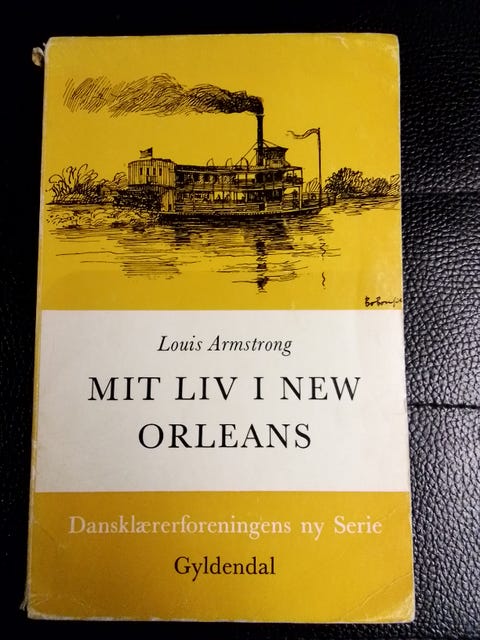 Louis Armstrong
MIT LIV I NEW
ORLEANS
Dansklærerforeningens ny Serie
Gyldendal